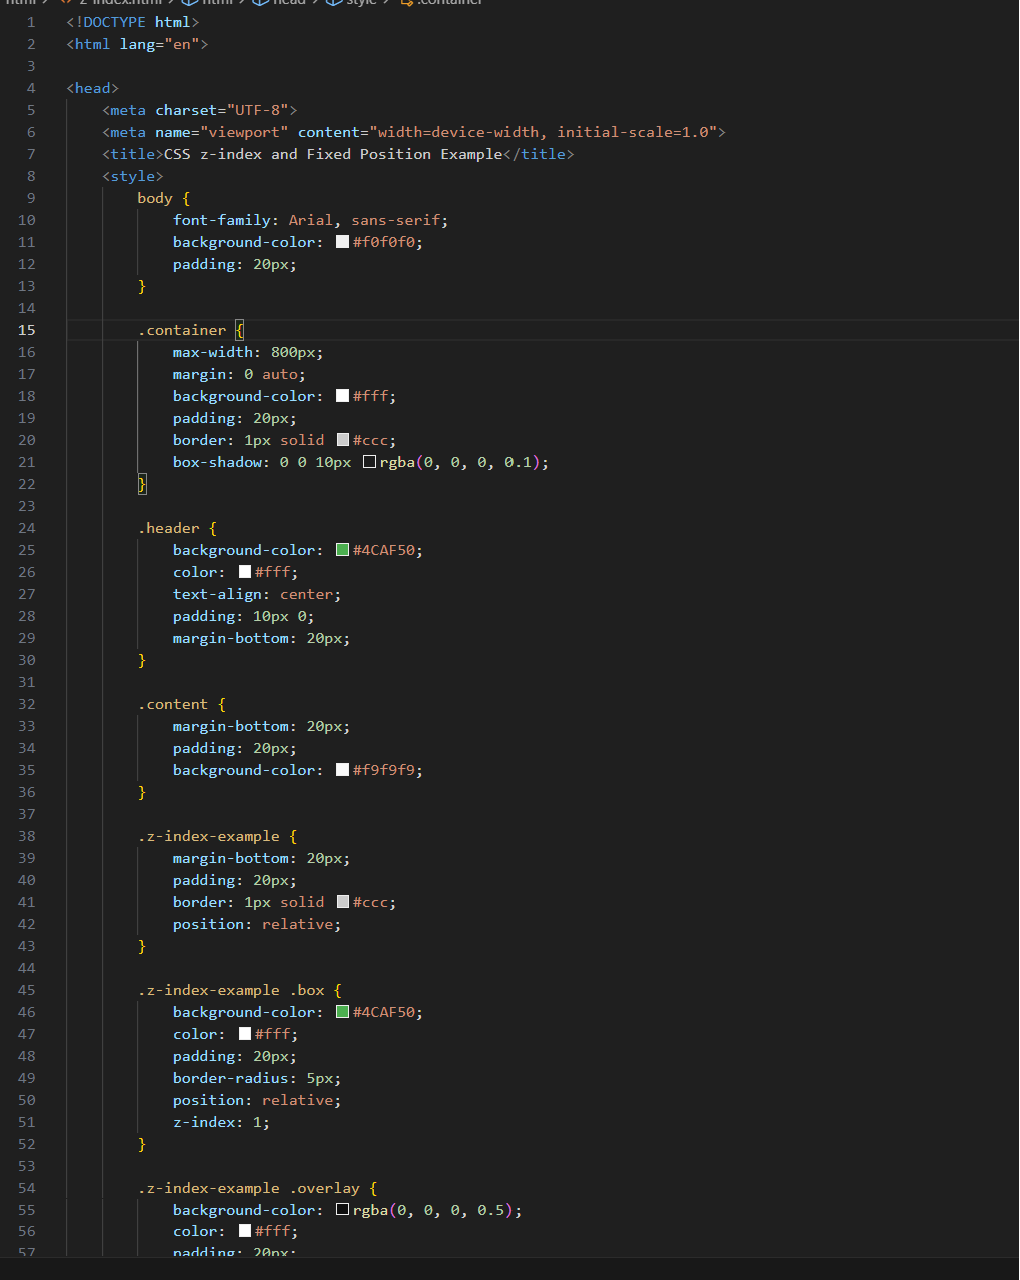 html > <> z-index.html > html > head > style > .container
1 <!DOCTYPE html>
2 <html lang="en">
3
4 <head>
5     <meta charset="UTF-8">
6     <meta name="viewport" content="width=device-width, initial-scale=1.0">
7     <title>CSS z-index and Fixed Position Example</title>
8     <style>
9         body {
10             font-family: Arial, sans-serif;
11             background-color: #f0f0f0;
12             padding: 20px;
13         }
14
15         .container {
16             max-width: 800px;
17             margin: 0 auto;
18             background-color: #fff;
19             padding: 20px;
20             border: 1px solid #ccc;
21             box-shadow: 0 0 10px rgba(0, 0, 0, 0.1);
22         }
23
24         .header {
25             background-color: #4CAF50;
26             color: #fff;
27             text-align: center;
28             padding: 10px 0;
29             margin-bottom: 20px;
30         }
31
32         .content {
33             margin-bottom: 20px;
34             padding: 20px;
35             background-color: #f9f9f9;
36         }
37
38         .z-index-example {
39             margin-bottom: 20px;
40             padding: 20px;
41             border: 1px solid #ccc;
42             position: relative;
43         }
44
45         .z-index-example .box {
46             background-color: #4CAF50;
47             color: #fff;
48             padding: 20px;
49             border-radius: 5px;
50             position: relative;
51             z-index: 1;
52         }
53
54         .z-index-example .overlay {
55             background-color: rgba(0, 0, 0, 0.5);
56             color: #fff;
57             padding: 20px;